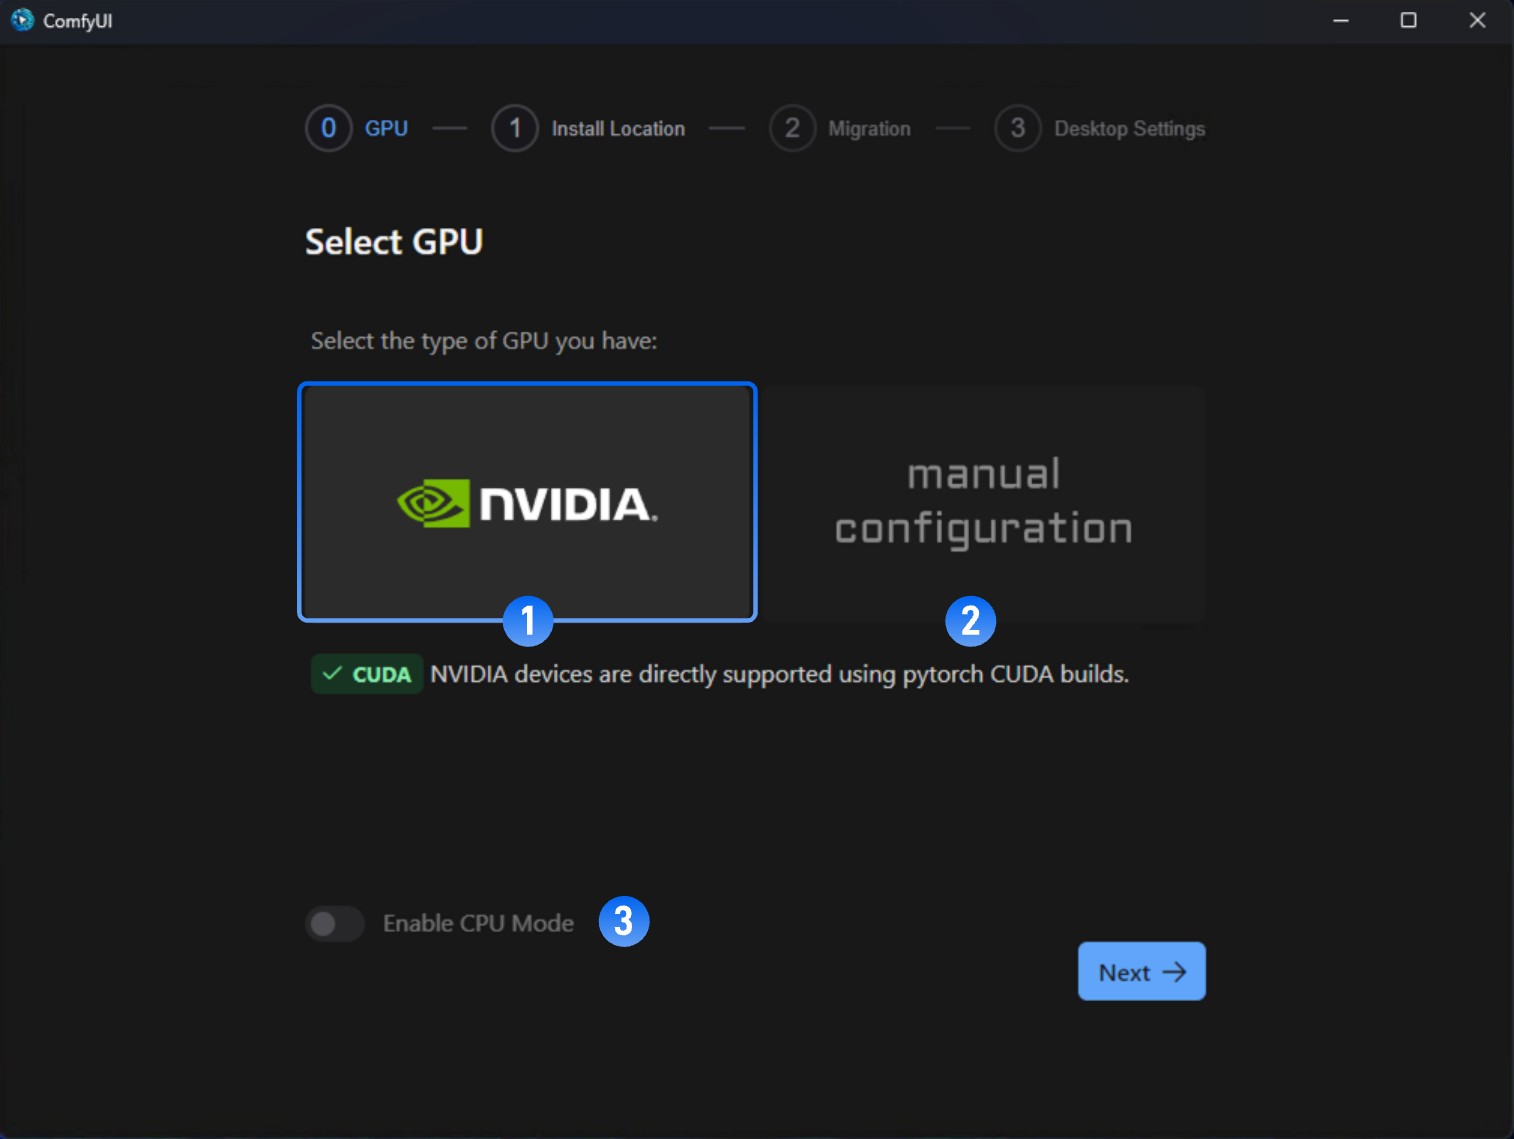 ComfyUI
0 GPU 1 Install Location 2 Migration 3 Desktop Settings
Select GPU
Select the type of GPU you have:
NVIDIA.
manual
configuration
1
2
CUDA NVIDIA devices are directly supported using pytorch CUDA builds.
Enable CPU Mode 3
Next